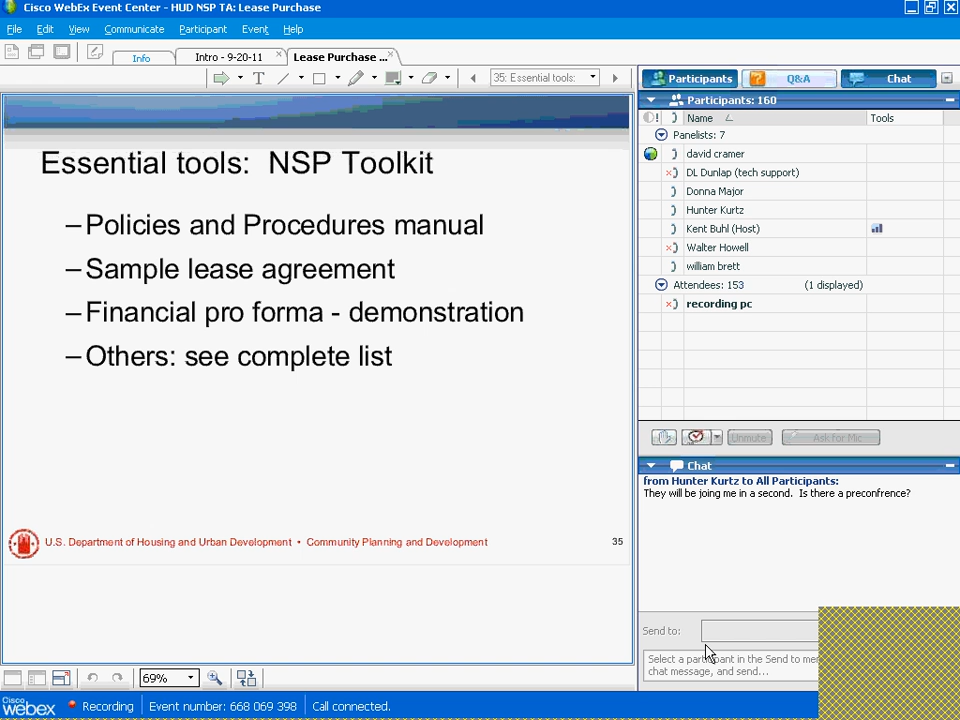 Cisco WebEx Event Center - HUD NSP TA: Lease Purchase
File Edit View Communicate Participant Event Help
Info Intro - 9-20-11 Lease Purchase ...
35: Essential tools:
Participants Q&A Chat
Participants: 160
Name Tools
Panelists: 7
david cramer
DL Dunlap (tech support)
Donna Major
Hunter Kurtz
Kent Buhl (Host)
Walter Howell
william brett
Attendees: 153 (1 displayed)
recording pc
Unmute Ask for Mic
Chat
from Hunter Kurtz to All Participants:
They will be joing me in a second. Is there a preconfrence?
Send to:
Select a participant in the Send to me
chat message, and send...
Essential tools: NSP Toolkit
–Policies and Procedures manual
–Sample lease agreement
–Financial pro forma - demonstration
–Others: see complete list
U.S. Department of Housing and Urban Development • Community Planning and Development 35
69%
Cisco
webex Recording Event number: 668 069 398 Call connected.